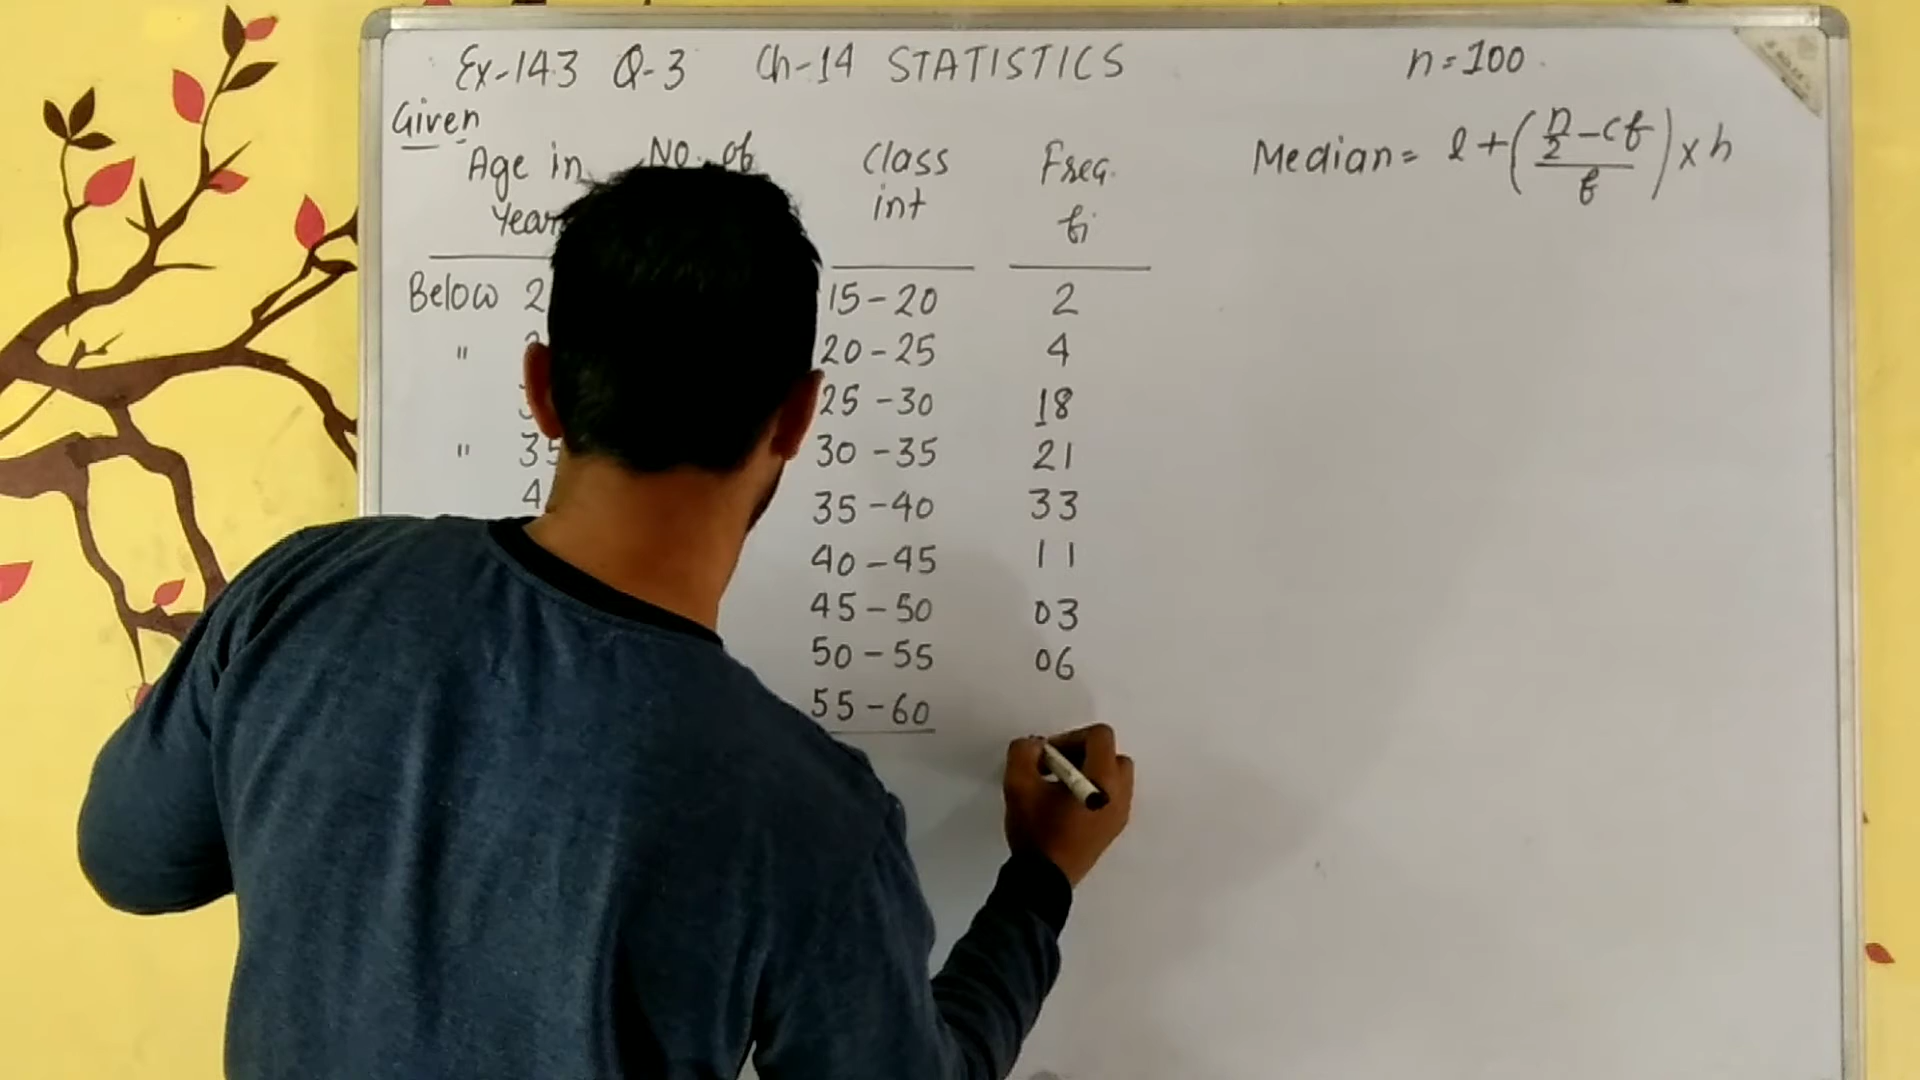 Ex-14.3 Q-3 Ch-14 STATISTICS n=100
Given
Age in No. of Class Freq. Median = l+(n/2-cf/f)×h
Year int fi
Below 2 15-20 2
" 20-25 4
25-30 18
" 35 30-35 21
4 35-40 33
40-45 11
45-50 03
50-55 06
55-60